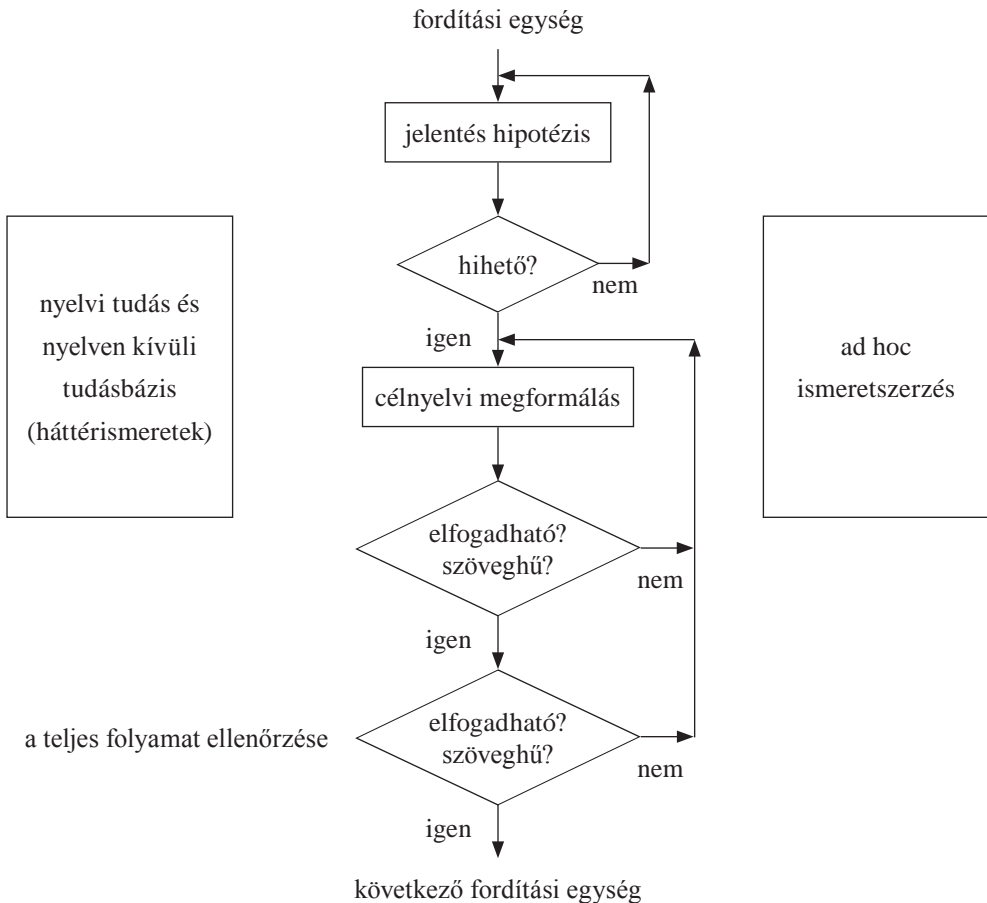 fordítási egység
jelentés hipotézis
hihető?
nem
igen
nyelvi tudás és
nyelven kívüli
tudásbázis
(háttérismeretek)
ad hoc
ismeretszerzés
célnyelvi megformálás
elfogadható?
szöveghű?
nem
igen
a teljes folyamat ellenőrzése
elfogadható?
szöveghű?
nem
igen
következő fordítási egység